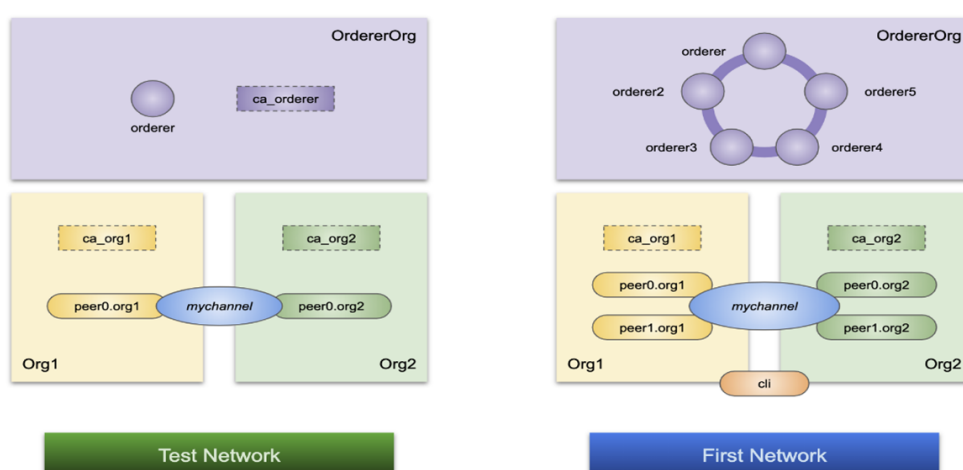 OrdererOrg
ca_orderer
orderer
ca_org1
ca_org2
peer0.org1
mychannel
peer0.org2
Org1
Org2
Test Network
OrdererOrg
orderer
orderer2
orderer5
orderer3
orderer4
ca_org1
ca_org2
peer0.org1
peer0.org2
mychannel
peer1.org1
peer1.org2
Org1
Org2
cli
First Network